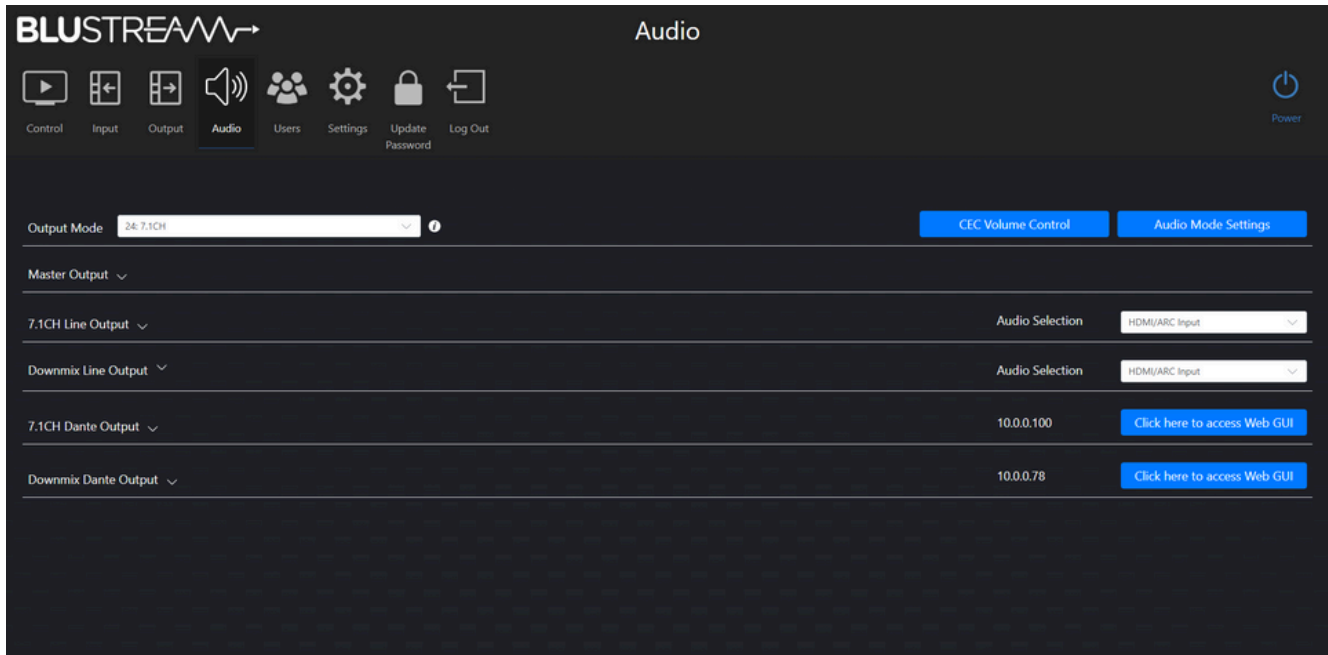 BLUSTREAM
Audio
Control
Input
Output
Audio
Users
Settings
Update
Password
Log Out
Power
Output Mode
24: 7.1CH
i
CEC Volume Control
Audio Mode Settings
Master Output
7.1CH Line Output
Audio Selection
HDMI/ARC Input
Downmix Line Output
Audio Selection
HDMI/ARC Input
7.1CH Dante Output
10.0.0.100
Click here to access Web GUI
Downmix Dante Output
10.0.0.78
Click here to access Web GUI